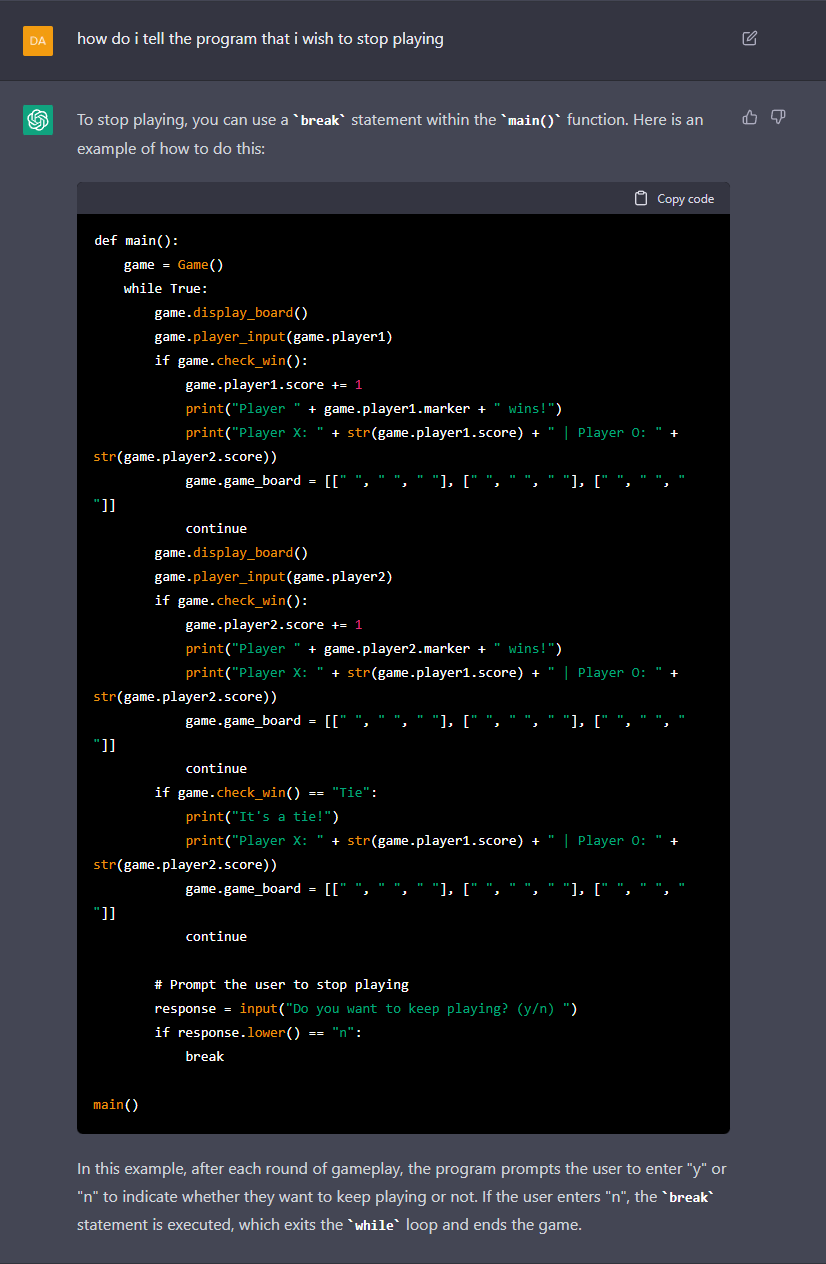 DA
how do i tell the program that i wish to stop playing
To stop playing, you can use a `break` statement within the `main()` function. Here is an
example of how to do this:
Copy code
def main():
    game = Game()
    while True:
        game.display_board()
        game.player_input(game.player1)
        if game.check_win():
            game.player1.score += 1
            print("Player " + game.player1.marker + " wins!")
            print("Player X: " + str(game.player1.score) + " | Player O: " +
str(game.player2.score))
            game.game_board = [[" ", " ", " "], [" ", " ", " "], [" ", " ", "
"]]
            continue
        game.display_board()
        game.player_input(game.player2)
        if game.check_win():
            game.player2.score += 1
            print("Player " + game.player2.marker + " wins!")
            print("Player X: " + str(game.player1.score) + " | Player O: " +
str(game.player2.score))
            game.game_board = [[" ", " ", " "], [" ", " ", " "], [" ", " ", "
"]]
            continue
        if game.check_win() == "Tie":
            print("It's a tie!")
            print("Player X: " + str(game.player1.score) + " | Player O: " +
str(game.player2.score))
            game.game_board = [[" ", " ", " "], [" ", " ", " "], [" ", " ", "
"]]
            continue

        # Prompt the user to stop playing
        response = input("Do you want to keep playing? (y/n) ")
        if response.lower() == "n":
            break

main()
In this example, after each round of gameplay, the program prompts the user to enter "y" or
"n" to indicate whether they want to keep playing or not. If the user enters "n", the `break`
statement is executed, which exits the `while` loop and ends the game.